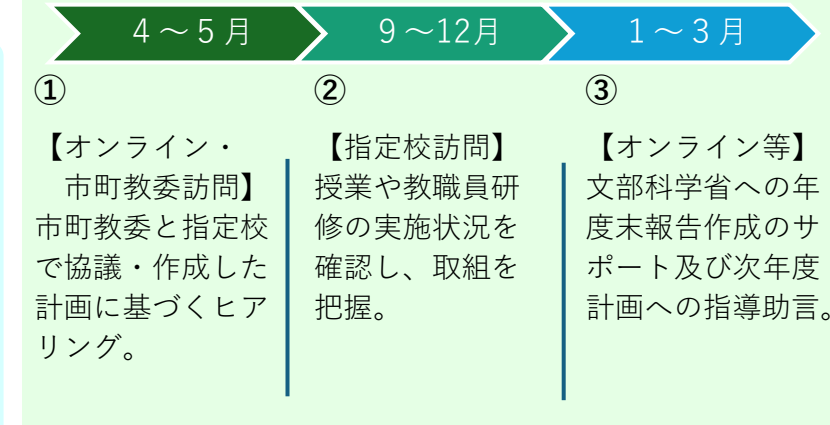 4～5月
9～12月
1～3月
①
【オンライン・
市町教委訪問】
市町教委と指定校
で協議・作成した
計画に基づくヒア
リング。
②
【指定校訪問】
授業や教職員研
修の実施状況を
確認し、取組を
把握。
③
【オンライン等】
文部科学省への年
度末報告作成のサ
ポート及び次年度
計画への指導助言。